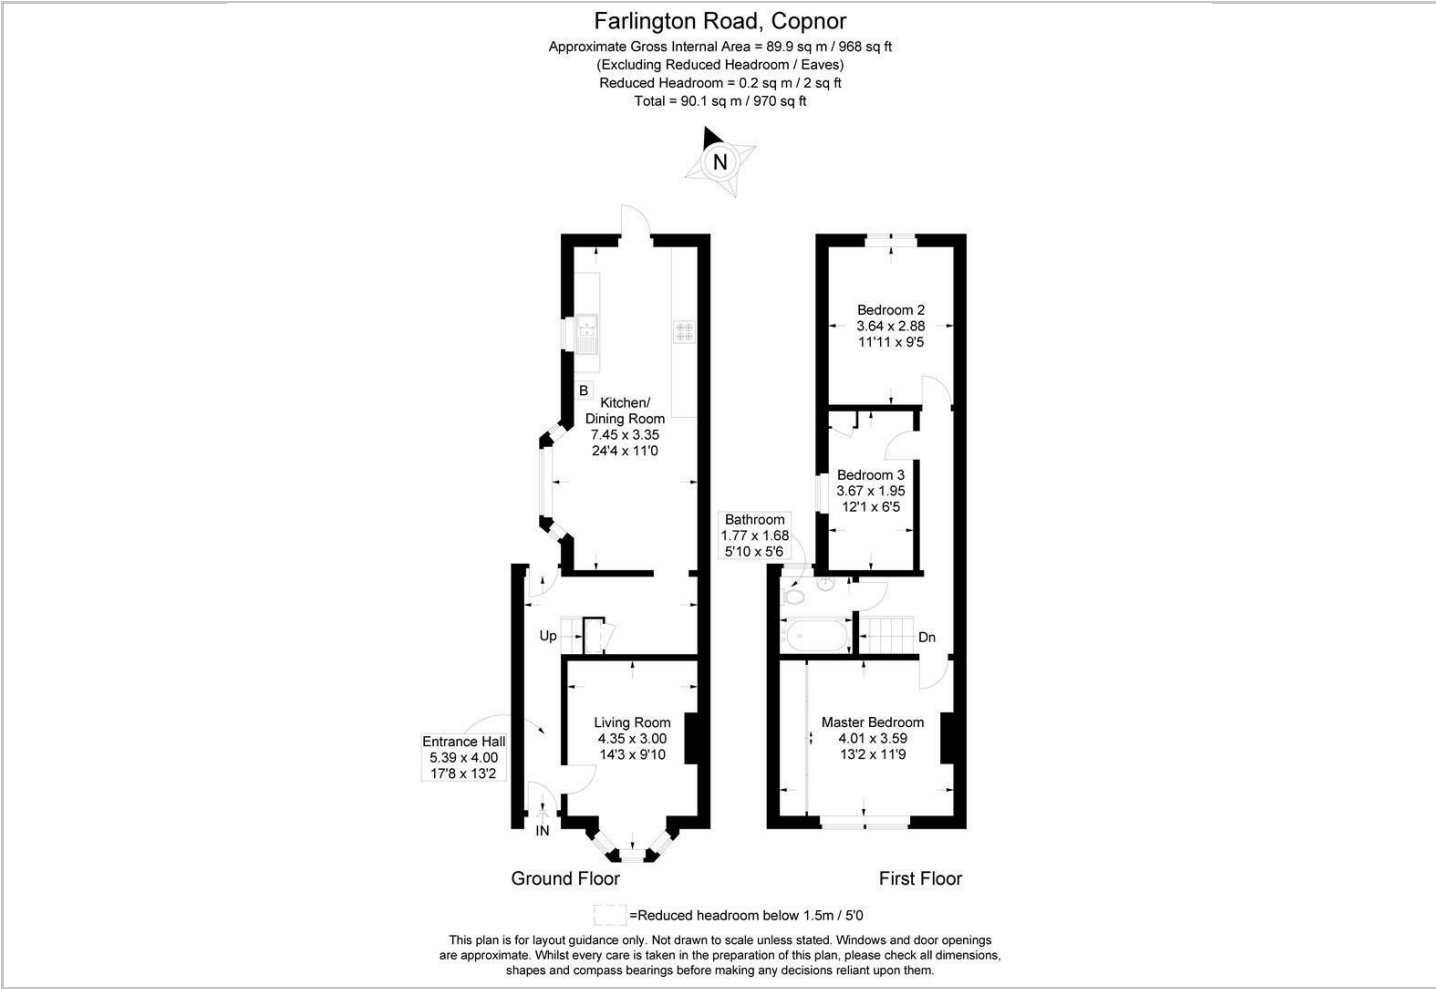 Farlington Road, Copnor
Approximate Gross Internal Area = 89.9 sq m / 968 sq ft
(Excluding Reduced Headroom / Eaves)
Reduced Headroom = 0.2 sq m / 2 sq ft
Total = 90.1 sq m / 970 sq ft
N
B
Kitchen/
Dining Room
7.45 x 3.35
24'4 x 11'0
Up
Living Room
4.35 x 3.00
14'3 x 9'10
Entrance Hall
5.39 x 4.00
17'8 x 13'2
IN
Ground Floor
Bedroom 2
3.64 x 2.88
11'11 x 9'5
Bedroom 3
3.67 x 1.95
12'1 x 6'5
Bathroom
1.77 x 1.68
5'10 x 5'6
Dn
Master Bedroom
4.01 x 3.59
13'2 x 11'9
First Floor
=Reduced headroom below 1.5m / 5'0
This plan is for layout guidance only. Not drawn to scale unless stated. Windows and door openings
are approximate. Whilst every care is taken in the preparation of this plan, please check all dimensions,
shapes and compass bearings before making any decisions reliant upon them.